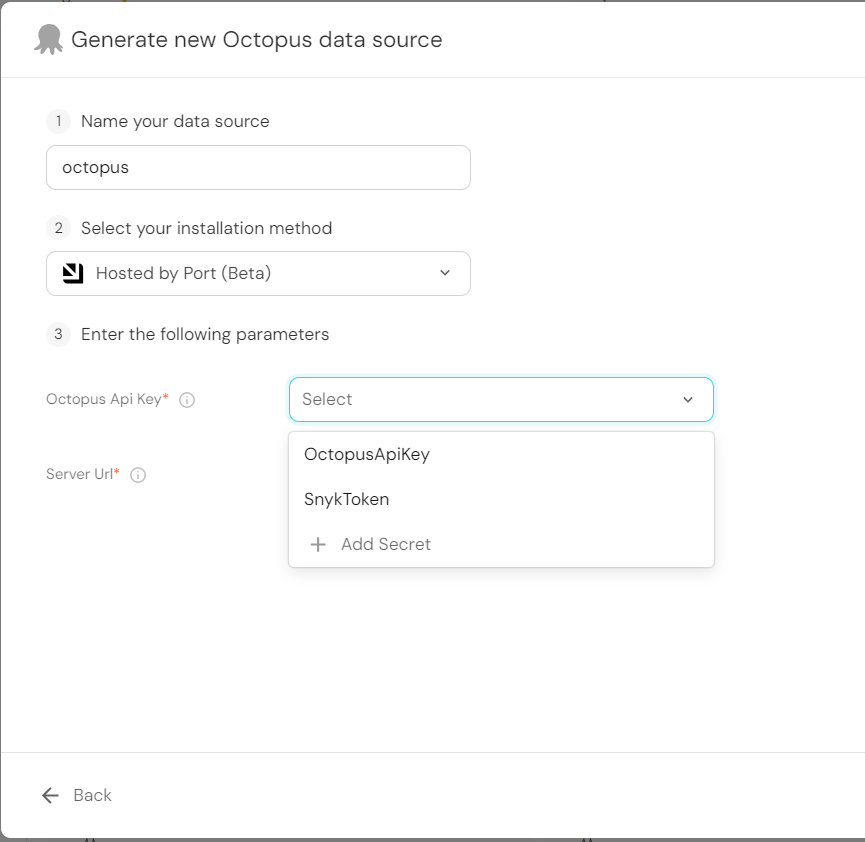 Generate new Octopus data source
1 Name your data source
octopus
2 Select your installation method
Hosted by Port (Beta)
3 Enter the following parameters
Octopus Api Key* Select
OctopusApiKey
Server Url*
SnykToken
+ Add Secret
Back